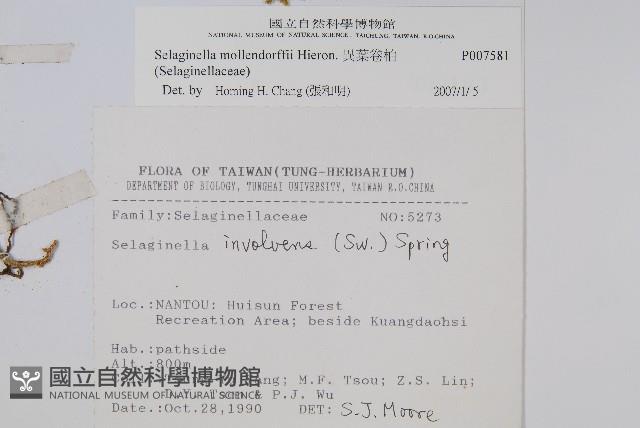 國立自然科學博物館
NATIONAL MUSEUM OF NATURAL SCIENCE, TAICHUNG, TAIWAN, R.O.CHINA
Selaginella mollendorffii Hieron. 異葉卷柏 P007581
(Selaginellaceae)
Det. by Homing H. Chang (張和明) 2007/1/5
FLORA OF TAIWAN(TUNG-HERBARIUM)
DEPARTMENT OF BIOLOGY, TUNGHAI UNIVERSITY, TAIWAN R.O.CHINA
Family:Selaginellaceae NO:5273
Selaginella involvens (Sw.) Spring
Loc.:NANTOU: Huisun Forest
Recreation Area; beside Kuangdaohsi
Hab.:pathside
Alt.:800m
M.F. Tsou; Z.S. Lin;
& P.J. Wu
Date.:Oct.28,1990 DET: S.J. Moore
國立自然科學博物館
NATIONAL MUSEUM OF NATURAL SCIENCE